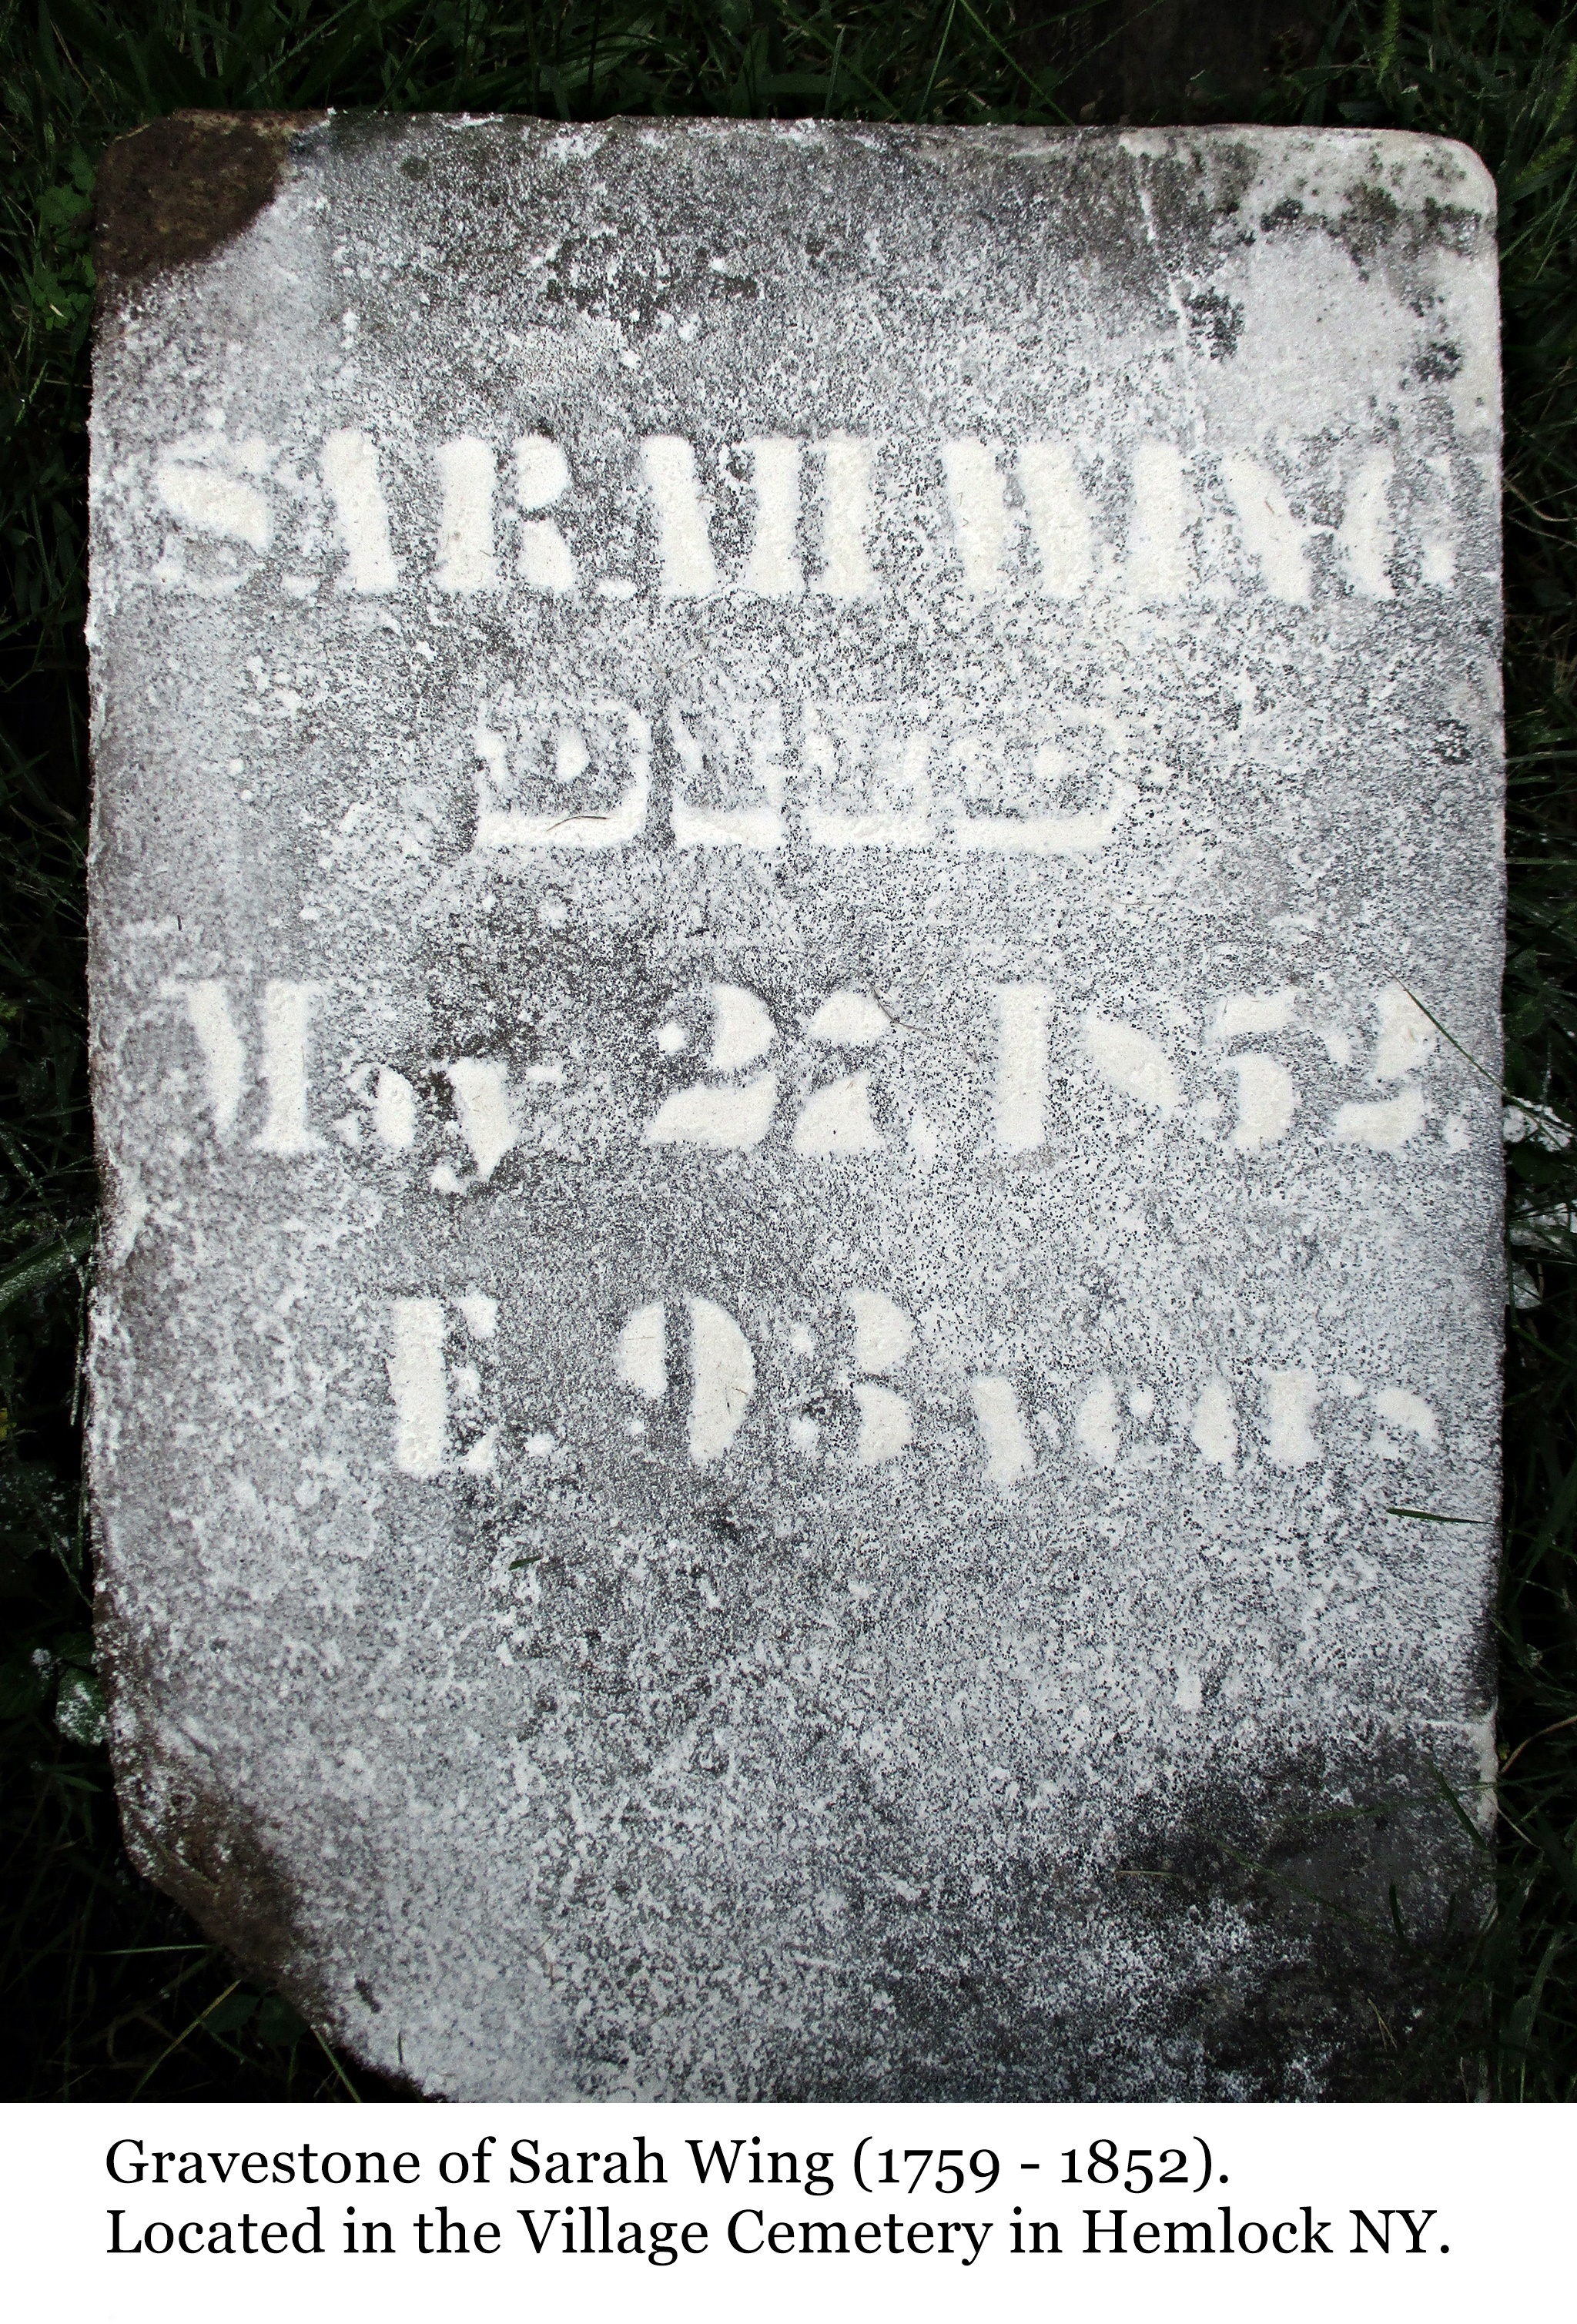 SARAH WING.
DIED
May 27, 1852,
E. 93 years
Gravestone of Sarah Wing (1759 - 1852).
Located in the Village Cemetery in Hemlock NY.